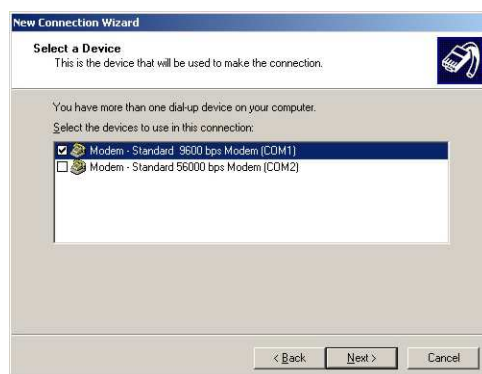 New Connection Wizard
Select a Device
This is the device that will be used to make the connection.
You have more than one dial-up device on your computer.
Select the devices to use in this connection:
Modem - Standard 9600 bps Modem (COM1)
Modem - Standard 56000 bps Modem (COM2)
< Back
Next >
Cancel